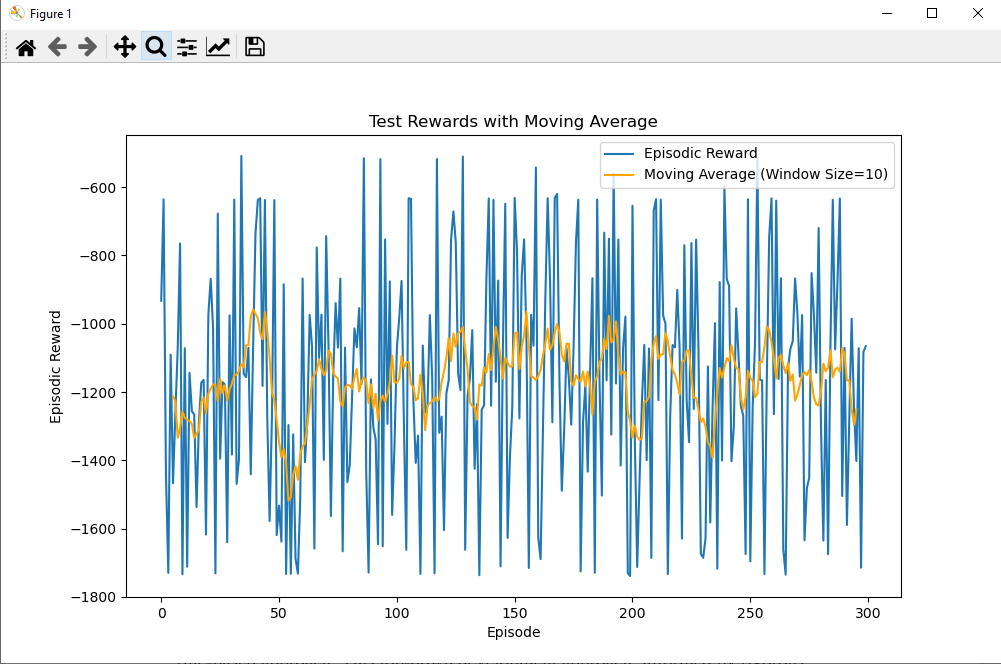 Figure 1
Test Rewards with Moving Average
Episodic Reward
Moving Average (Window Size=10)
Episodic Reward
−600
−800
−1000
−1200
−1400
−1600
−1800
0 50 100 150 200 250 300
Episode